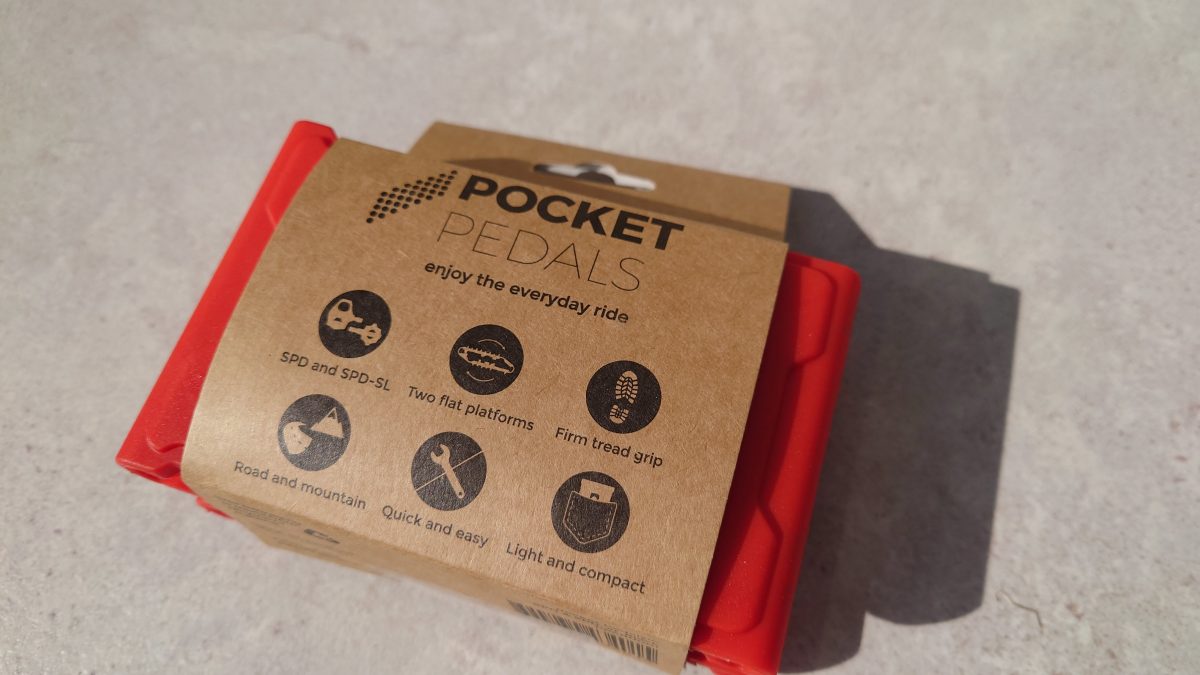 POCKET
PEDALS
enjoy the everyday ride
SPD and SPD-SL
Two flat platforms
Firm tread grip
Road and mountain
Quick and easy
Light and compact